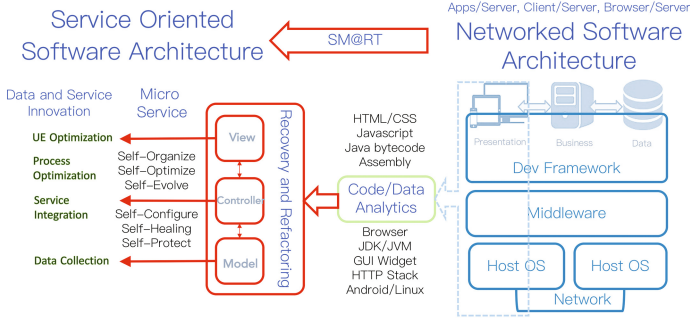 Apps/Server, Client/Server, Browser/Server
Service Oriented
Software Architecture
SM@RT
Networked Software
Architecture
Data and Service
Innovation
Micro
Service
UE Optimization
Process
Optimization
Service
Integration
Data Collection
Self-Organize
Self-Optimize
Self-Evolve
Self-Configure
Self-Healing
Self-Protect
View
Controller
Model
Recovery and Refactoring
HTML/CSS
Javascript
Java bytecode
Assembly
Code/Data
Analytics
Browser
JDK/JVM
GUI Widget
HTTP Stack
Android/Linux
Presentation
Business
Data
Dev Framework
Middleware
Host OS
Host OS
Network